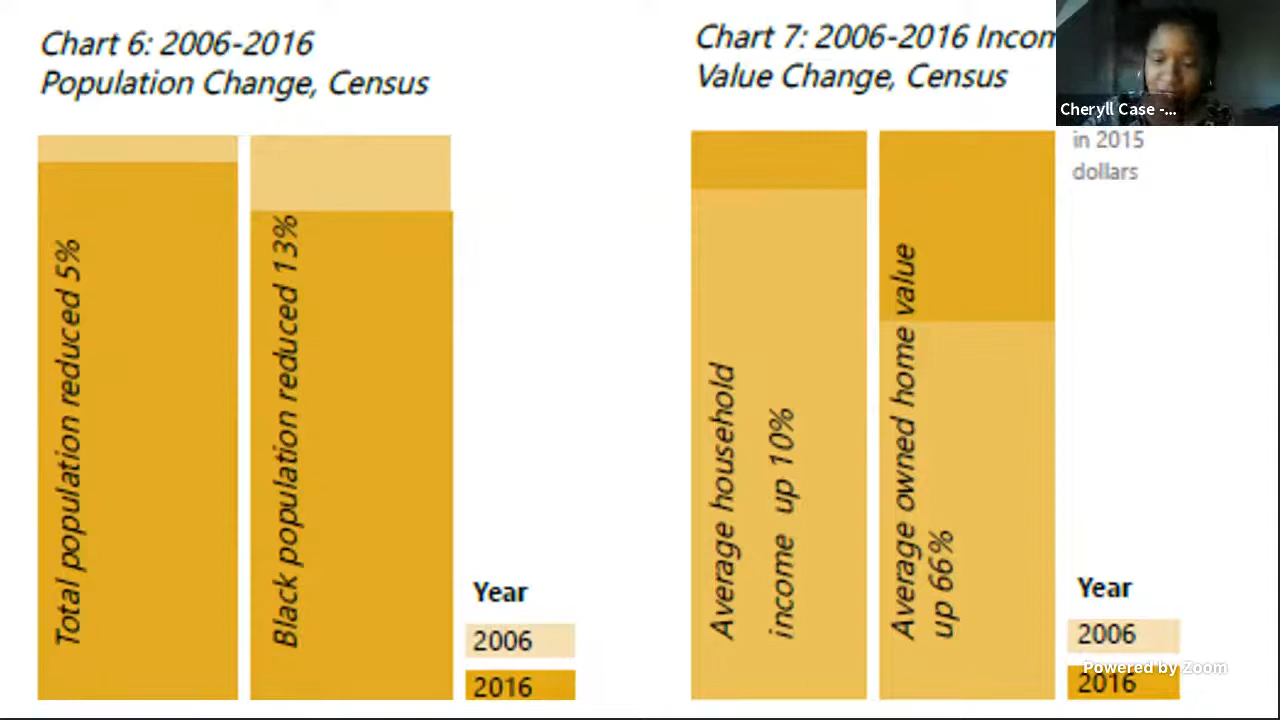 Chart 6: 2006-2016
Population Change, Census
Total population reduced 5%
Black population reduced 13%
Year
2006
2016
Chart 7: 2006-2016 Incom
Value Change, Census
Average household
income up 10%
Average owned home value
up 66%
in 2015
dollars
Year
2006
2016
Cheryll Case -...
Powered by Zoom